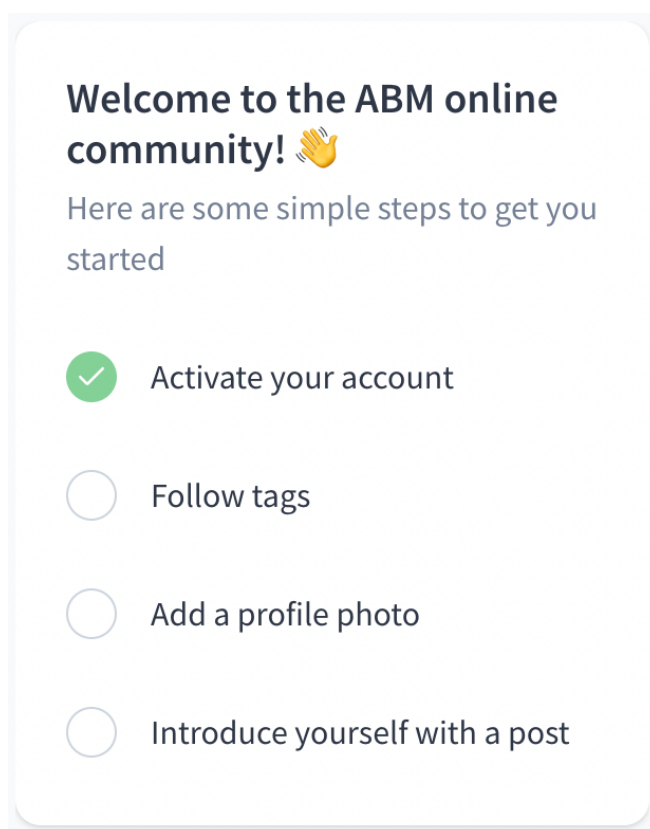 Welcome to the ABM online
community! 👋
Here are some simple steps to get you
started
Activate your account
Follow tags
Add a profile photo
Introduce yourself with a post